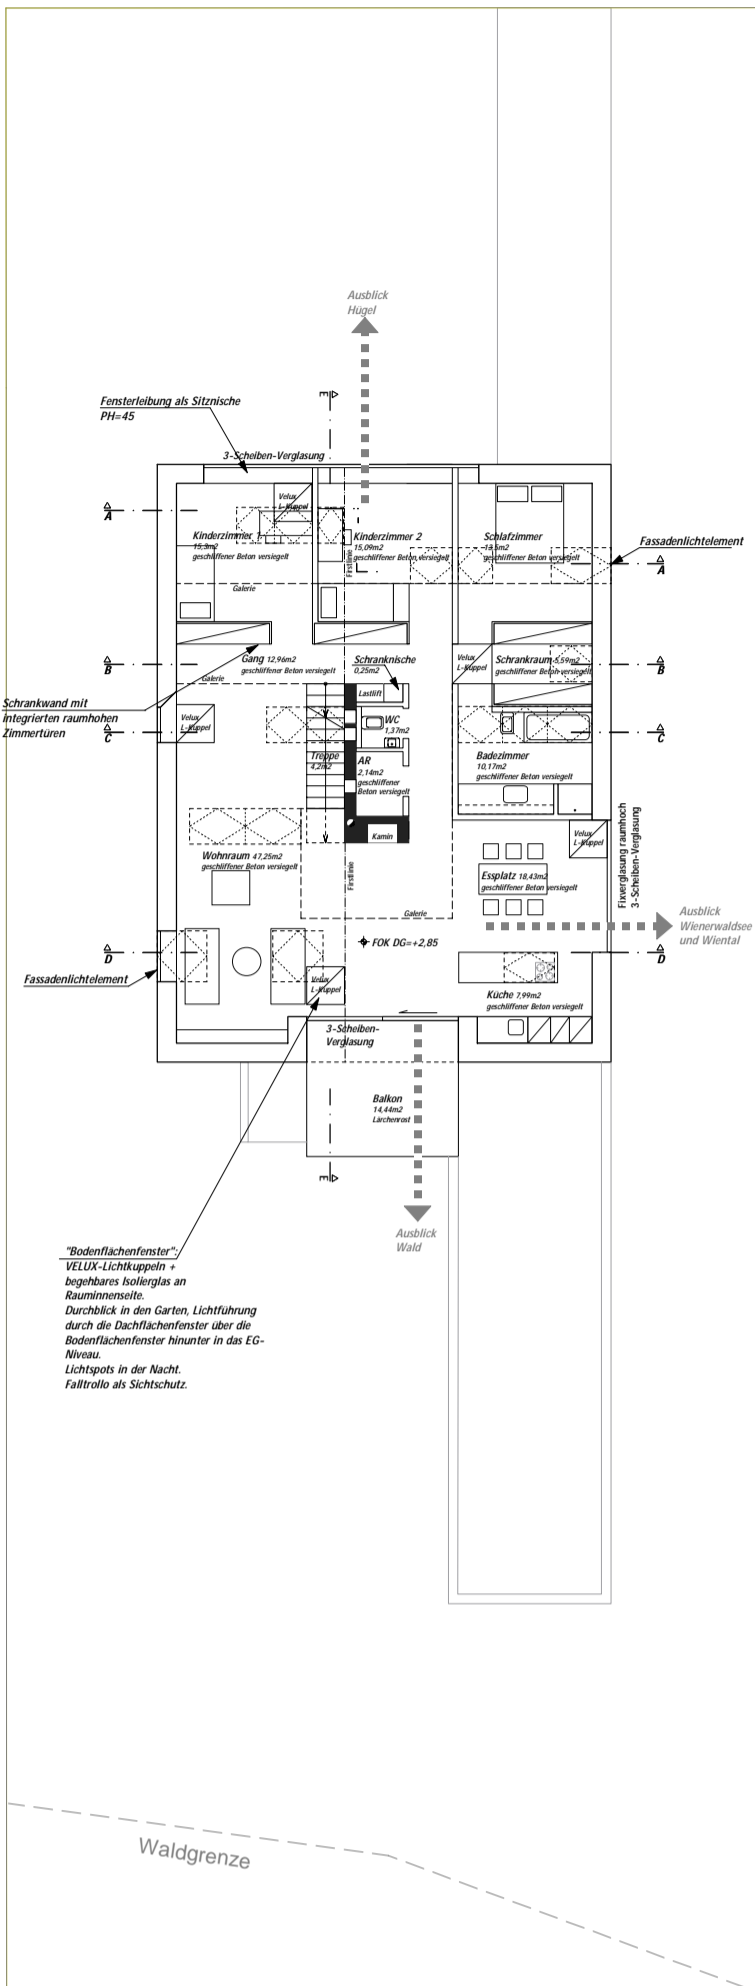 Ausblick
Hügel
Fensterleibung als Sitznische
PH=45
E
3-Scheiben-Verglasung
Velux
L-Kuppel
A
Kinderzimmer
15,3m2
geschliffener Beton versiegelt
Kinderzimmer 2
15,09m2
geschliffener Beton versiegelt
Schlafzimmer
13,5m2
geschliffener Beton versiegelt
Fassadenlichtelement
A
Firstlinie
Galerie
B
Gang 12,96m2
geschliffener Beton versiegelt
Schranknische
0,25m2
Velux
L-Kuppel
Schrankraum 5,59m2
geschliffener Beton versiegelt
B
Galerie
Schrankwand mit
integrierten raumhohen
Zimmertüren
Lastlift
Velux
L-Kuppel
C
WC
1,37m2
C
Treppe
4,2m2
AR
2,14m2
geschliffener
Beton versiegelt
Badezimmer
10,17m2
geschliffener Beton versiegelt
Kamin
Velux
L-Kuppel
Wohnraum 47,25m2
geschliffener Beton versiegelt
Firstlinie
Essplatz 18,43m2
geschliffener Beton versiegelt
Fixverglasung raumhoch
3-Scheiben-Verglasung
Galerie
Ausblick
Wienerwaldsee
und Wiental
FOK DG=+2,85
D
D
Fassadenlichtelement
Velux
L-Kuppel
Küche 7,99m2
geschliffener Beton versiegelt
3-Scheiben-
Verglasung
Balkon
14,44m2
Lärchenrost
E
Ausblick
Wald
"Bodenflächenfenster":
VELUX-Lichtkuppeln +
begehbares Isolierglas an
Rauminnenseite.
Durchblick in den Garten, Lichtführung
durch die Dachflächenfenster über die
Bodenflächenfenster hinunter in das EG-
Niveau.
Lichtspots in der Nacht.
Falltrollo als Sichtschutz.
Waldgrenze